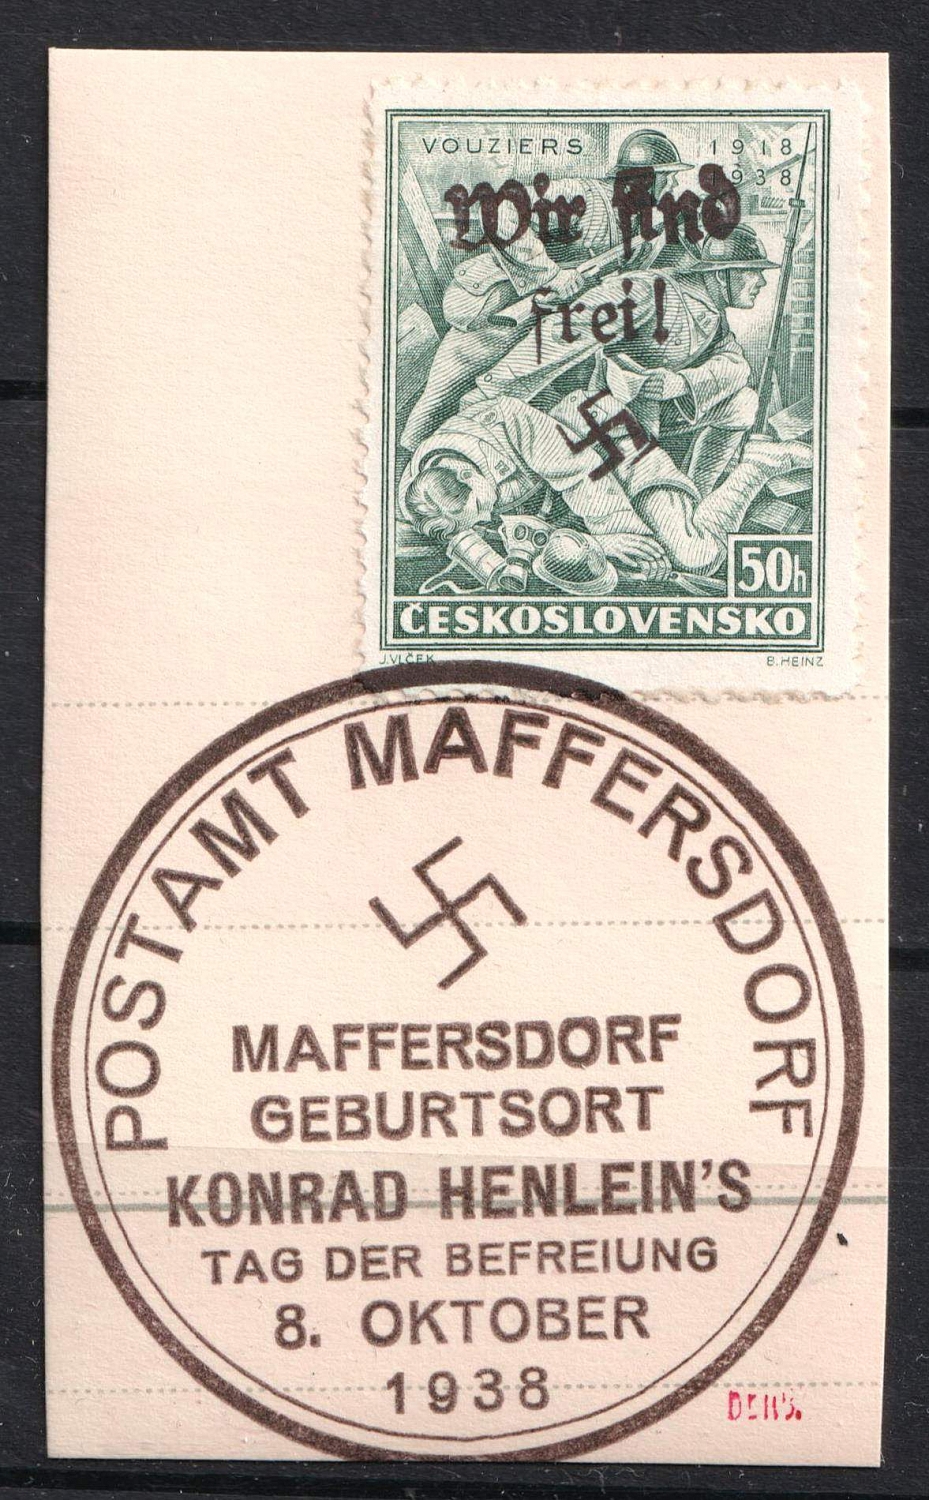 VOUZIERS 1918
1938
Wir sind
frei!
50h
ČESKOSLOVENSKO
J.VLČEK B.HEINZ
POSTAMT MAFFERSDORF
MAFFERSDORF
GEBURTSORT
KONRAD HENLEIN'S
TAG DER BEFREIUNG
8. OKTOBER
1938